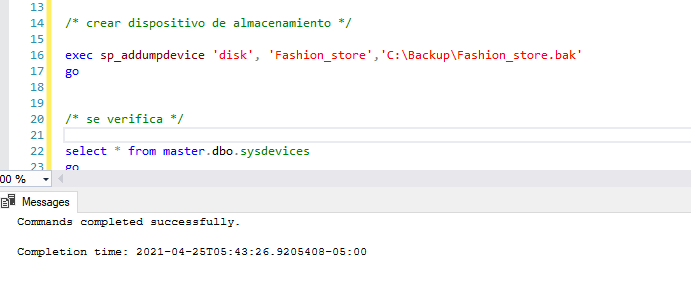 13
14 /* crear dispositivo de almacenamiento */
15
16 exec sp_addumpdevice 'disk', 'Fashion_store','C:\Backup\Fashion_store.bak'
17 go
18
19
20 /* se verifica */
21
22 select * from master.dbo.sysdevices
23 go
00 %
Messages
Commands completed successfully.
Completion time: 2021-04-25T05:43:26.9205408-05:00